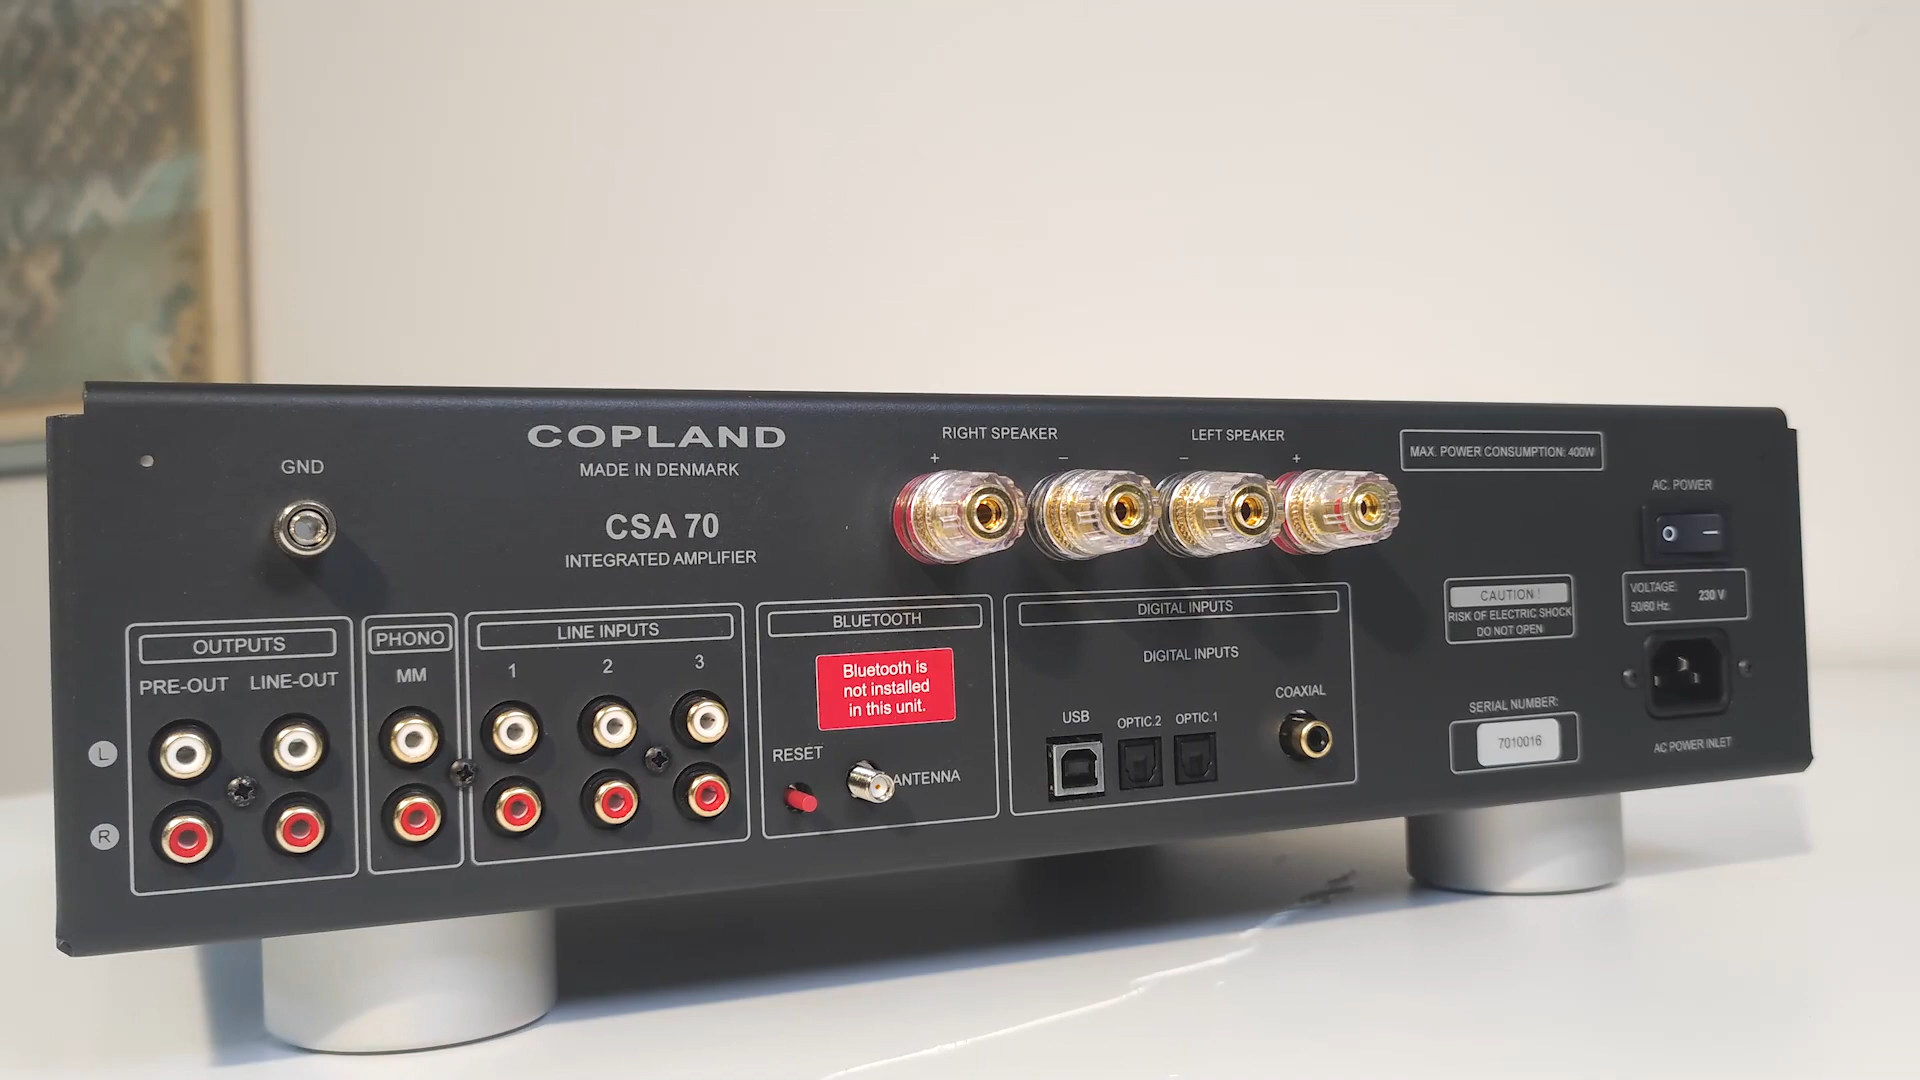 GND
COPLAND
MADE IN DENMARK
CSA 70
INTEGRATED AMPLIFIER
RIGHT SPEAKER
+ −
LEFT SPEAKER
− +
MAX. POWER CONSUMPTION: 400W
AC. POWER
O —
VOLTAGE:
50/60 Hz. 230 V
CAUTION !
RISK OF ELECTRIC SHOCK
DO NOT OPEN
SERIAL NUMBER:
7010016
AC POWER INLET
OUTPUTS
PRE-OUT LINE-OUT
L
R
PHONO
MM
LINE INPUTS
1 2 3
BLUETOOTH
Bluetooth is
not installed
in this unit.
RESET
ANTENNA
DIGITAL INPUTS
DIGITAL INPUTS
USB
OPTIC.2
OPTIC.1
COAXIAL